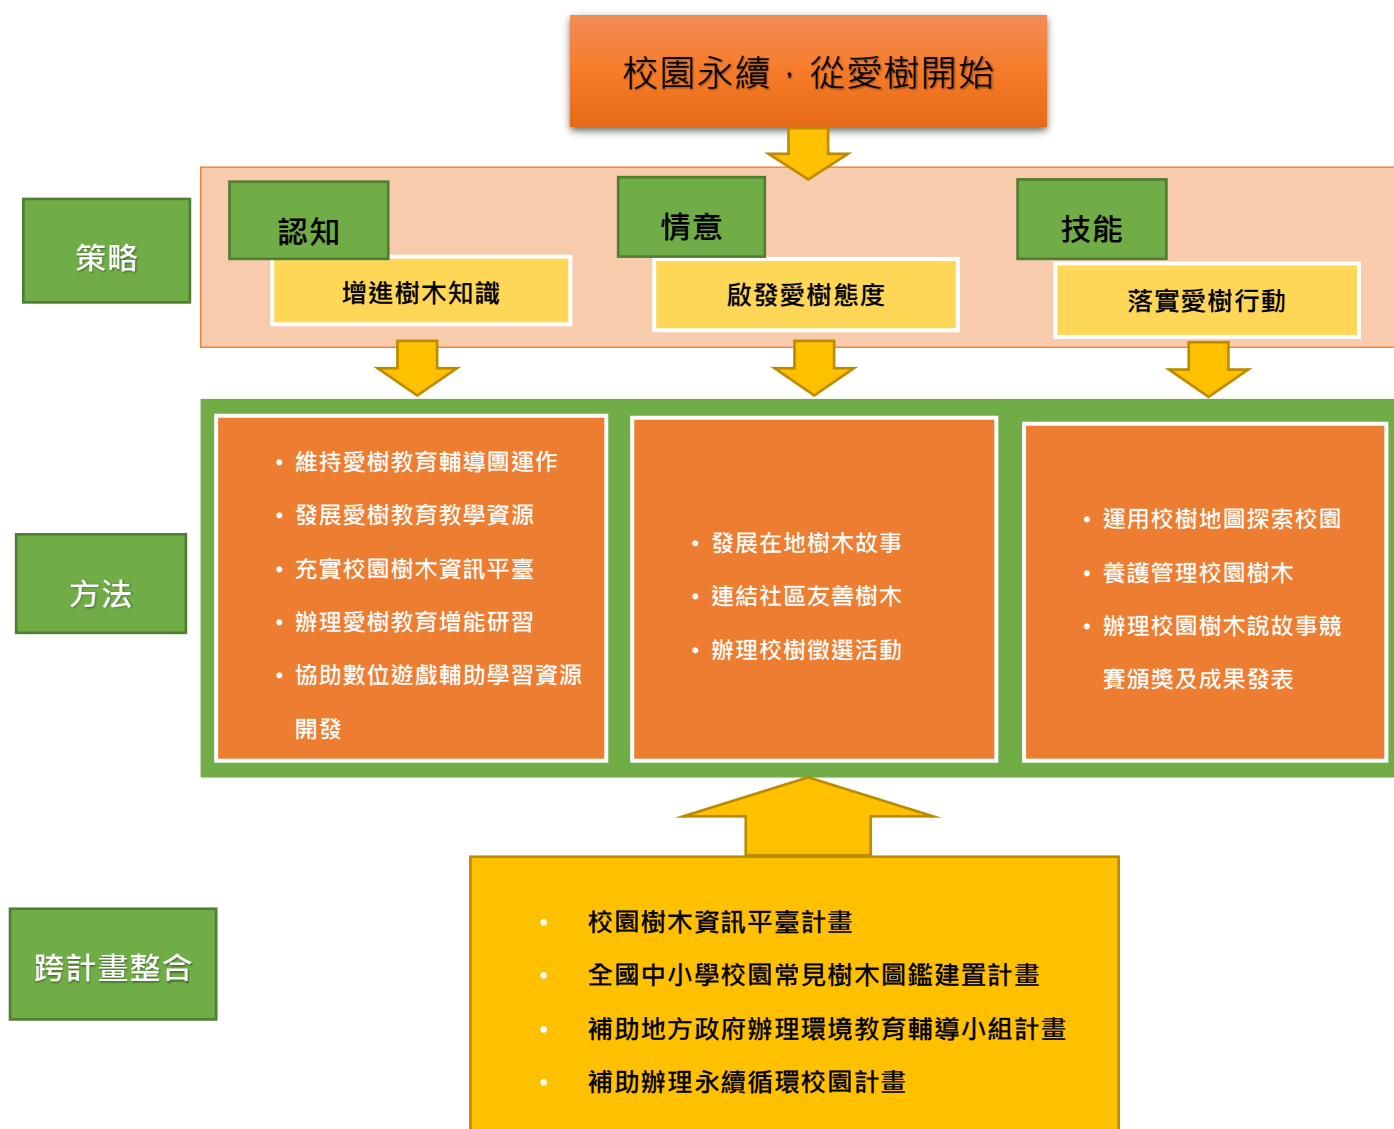 校園永續，從愛樹開始
策略
認知
增進樹木知識
情意
啟發愛樹態度
技能
落實愛樹行動
方法
• 維持愛樹教育輔導團運作
• 發展愛樹教育教學資源
• 充實校園樹木資訊平臺
• 辦理愛樹教育增能研習
• 協助數位遊戲輔助學習資源
開發
• 發展在地樹木故事
• 連結社區友善樹木
• 辦理校樹徵選活動
• 運用校樹地圖探索校園
• 養護管理校園樹木
• 辦理校園樹木說故事競
賽頒獎及成果發表
跨計畫整合
• 校園樹木資訊平臺計畫
• 全國中小學校園常見樹木圖鑑建置計畫
• 補助地方政府辦理環境教育輔導小組計畫
• 補助辦理永續循環校園計畫